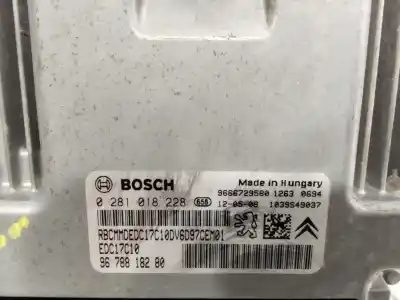 BOSCH
Made in Hungary
9666729580 1263 0694
0 281 018 228 658 12-05-08 1039S49037
RBCMMDEDC17C10DV6D97CEM01
EDC17C10
96 788 182 80